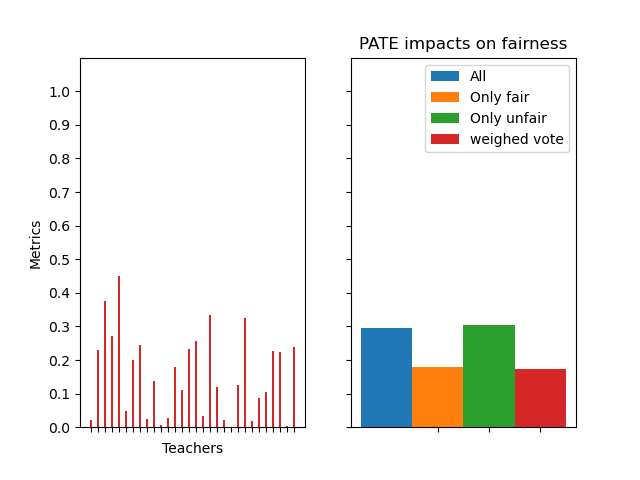 PATE impacts on fairness
All
Only fair
Only unfair
weighed vote
Metrics
1.0
0.9
0.8
0.7
0.6
0.5
0.4
0.3
0.2
0.1
0.0
Teachers